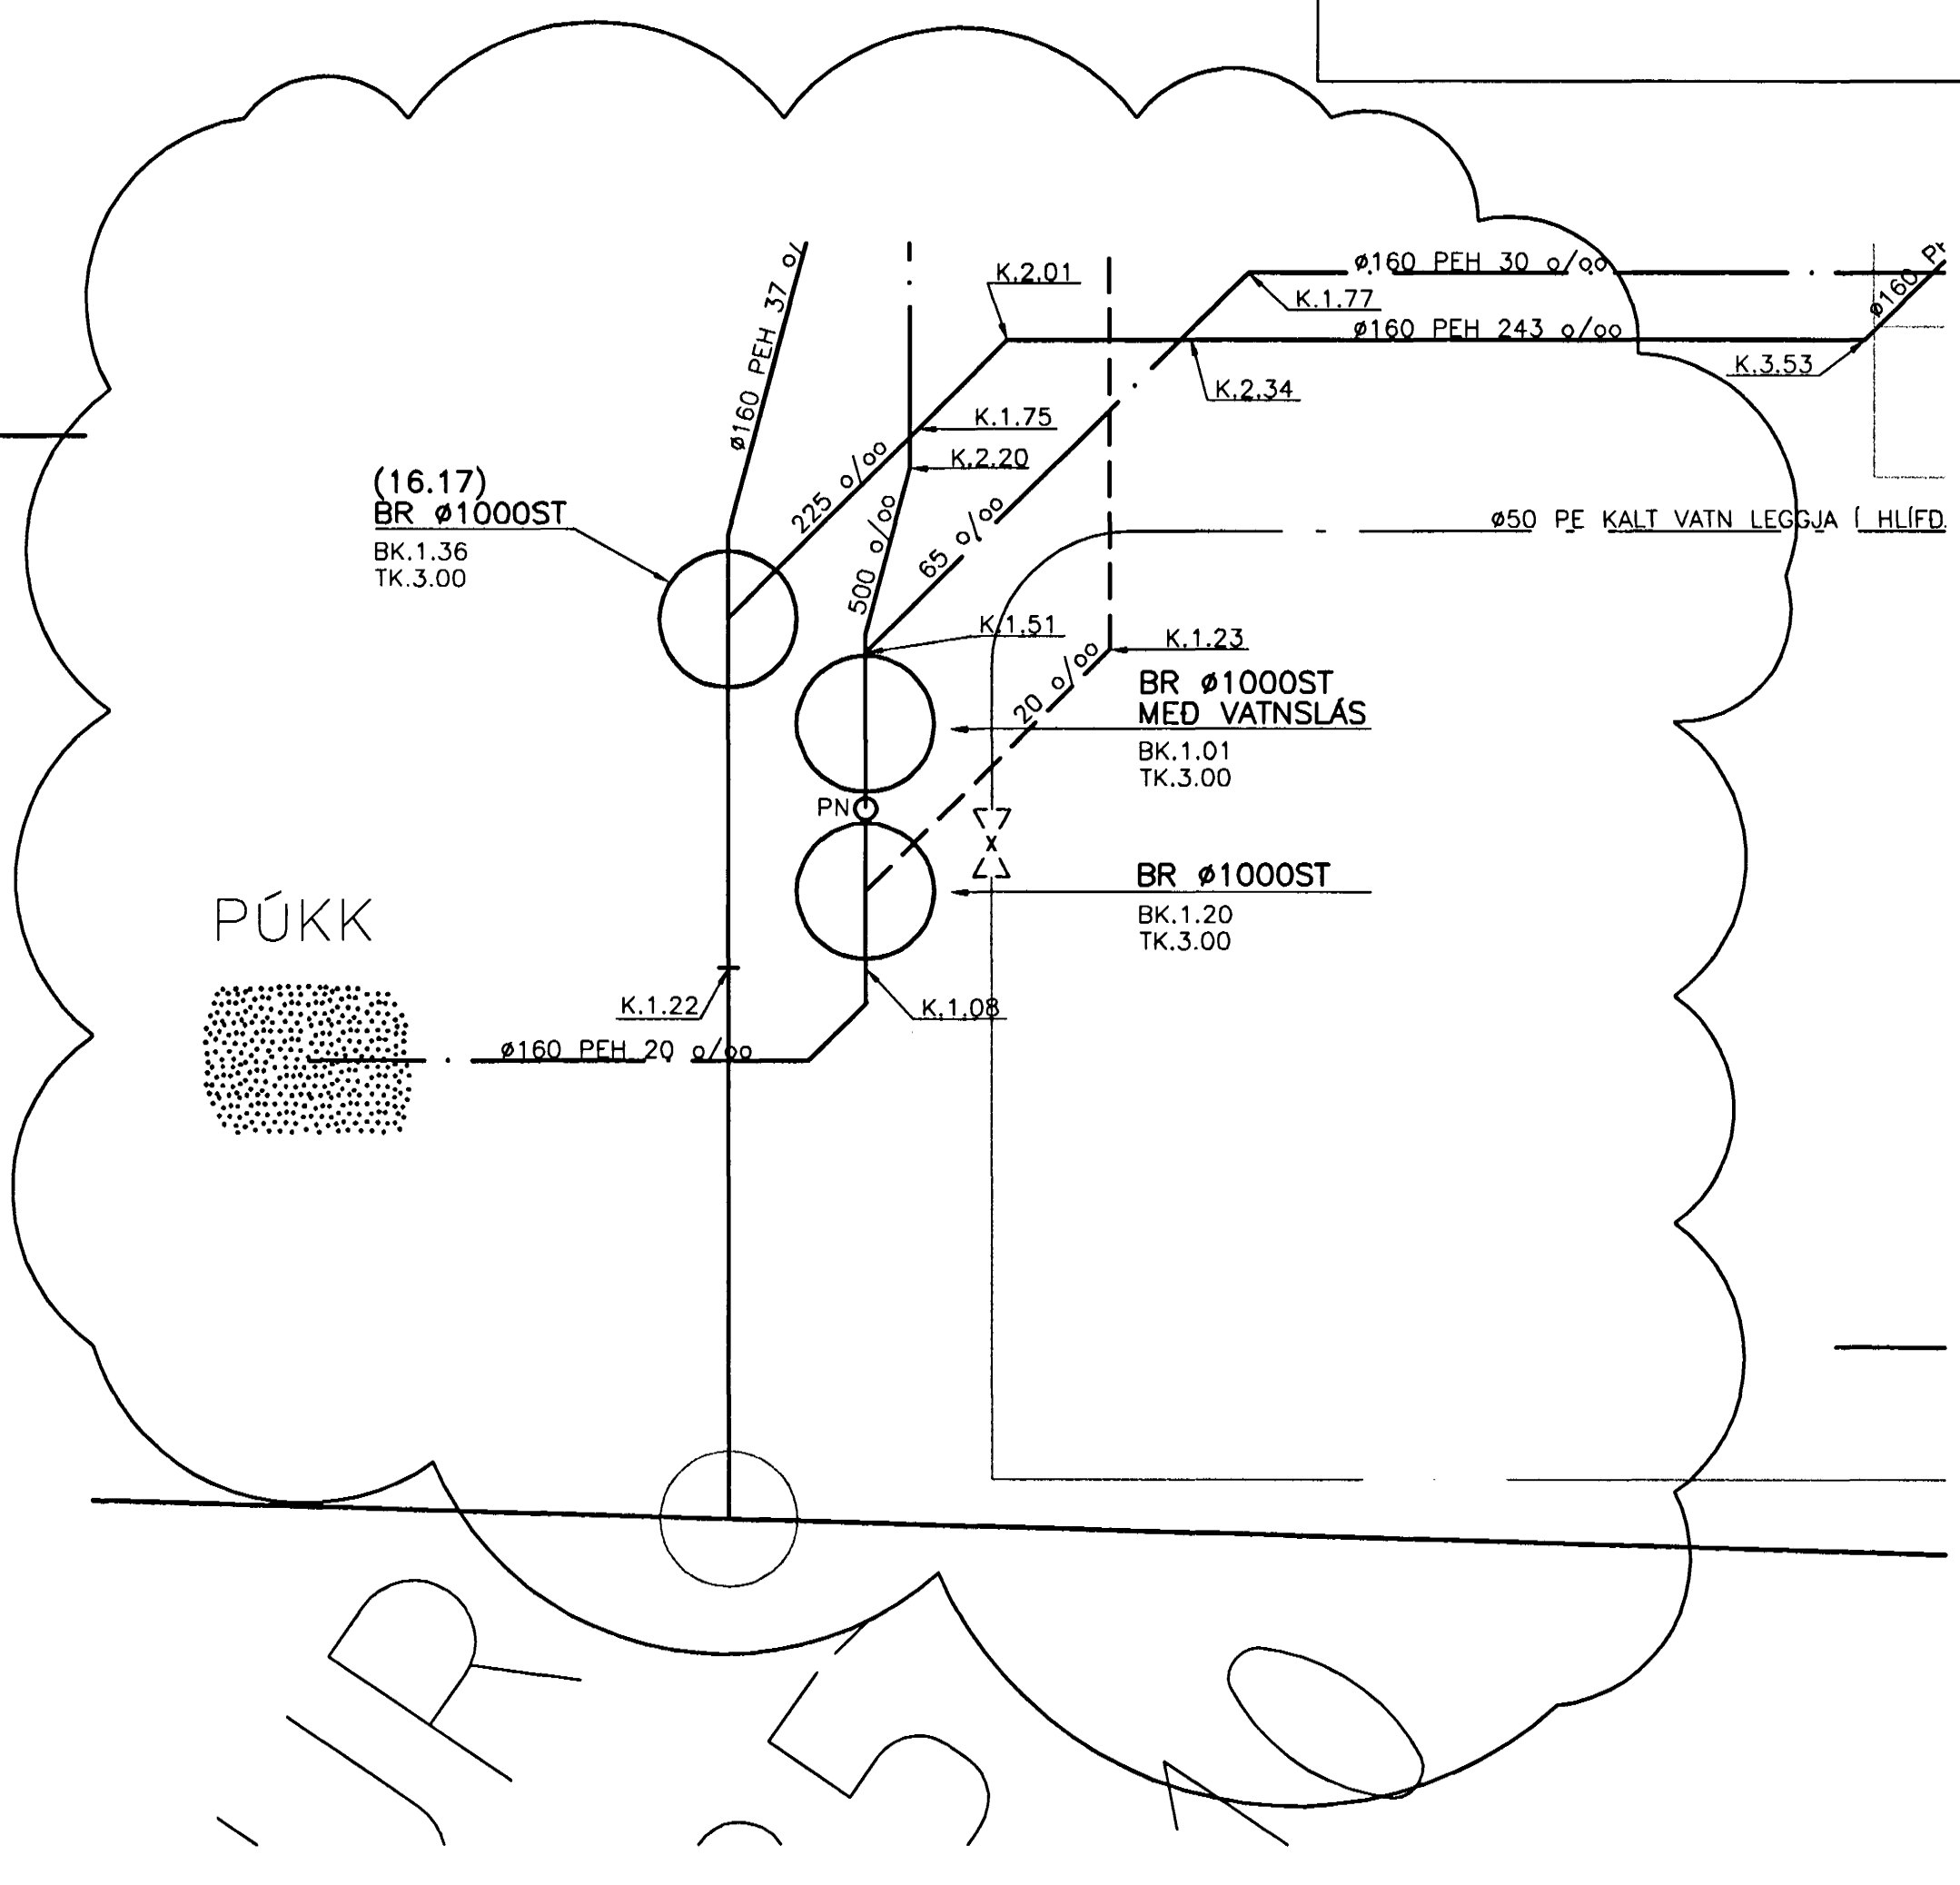 K.2.01
ø160 PEH 30 o/oo
K.1.77
ø160
ø160 PEH 37 o/
ø160 PEH 243 o/oo
K.3.53
K.2.34
K.1.75
K.2.20
225 o/oo
(16.17)
BR ø1000ST
BK.1.36
TK.3.00
500 o/oo
65 o/oo
ø50 PE KALT VATN LEGGJA Í HLÍFÐ.
K.1.51
K.1.23
20 o/oo
BR ø1000ST
MEÐ VATNSLÁS
BK.1.01
TK.3.00
PN
BR ø1000ST
BK.1.20
TK.3.00
PÚKK
K.1.22
K.1.08
ø160 PEH 20 o/oo